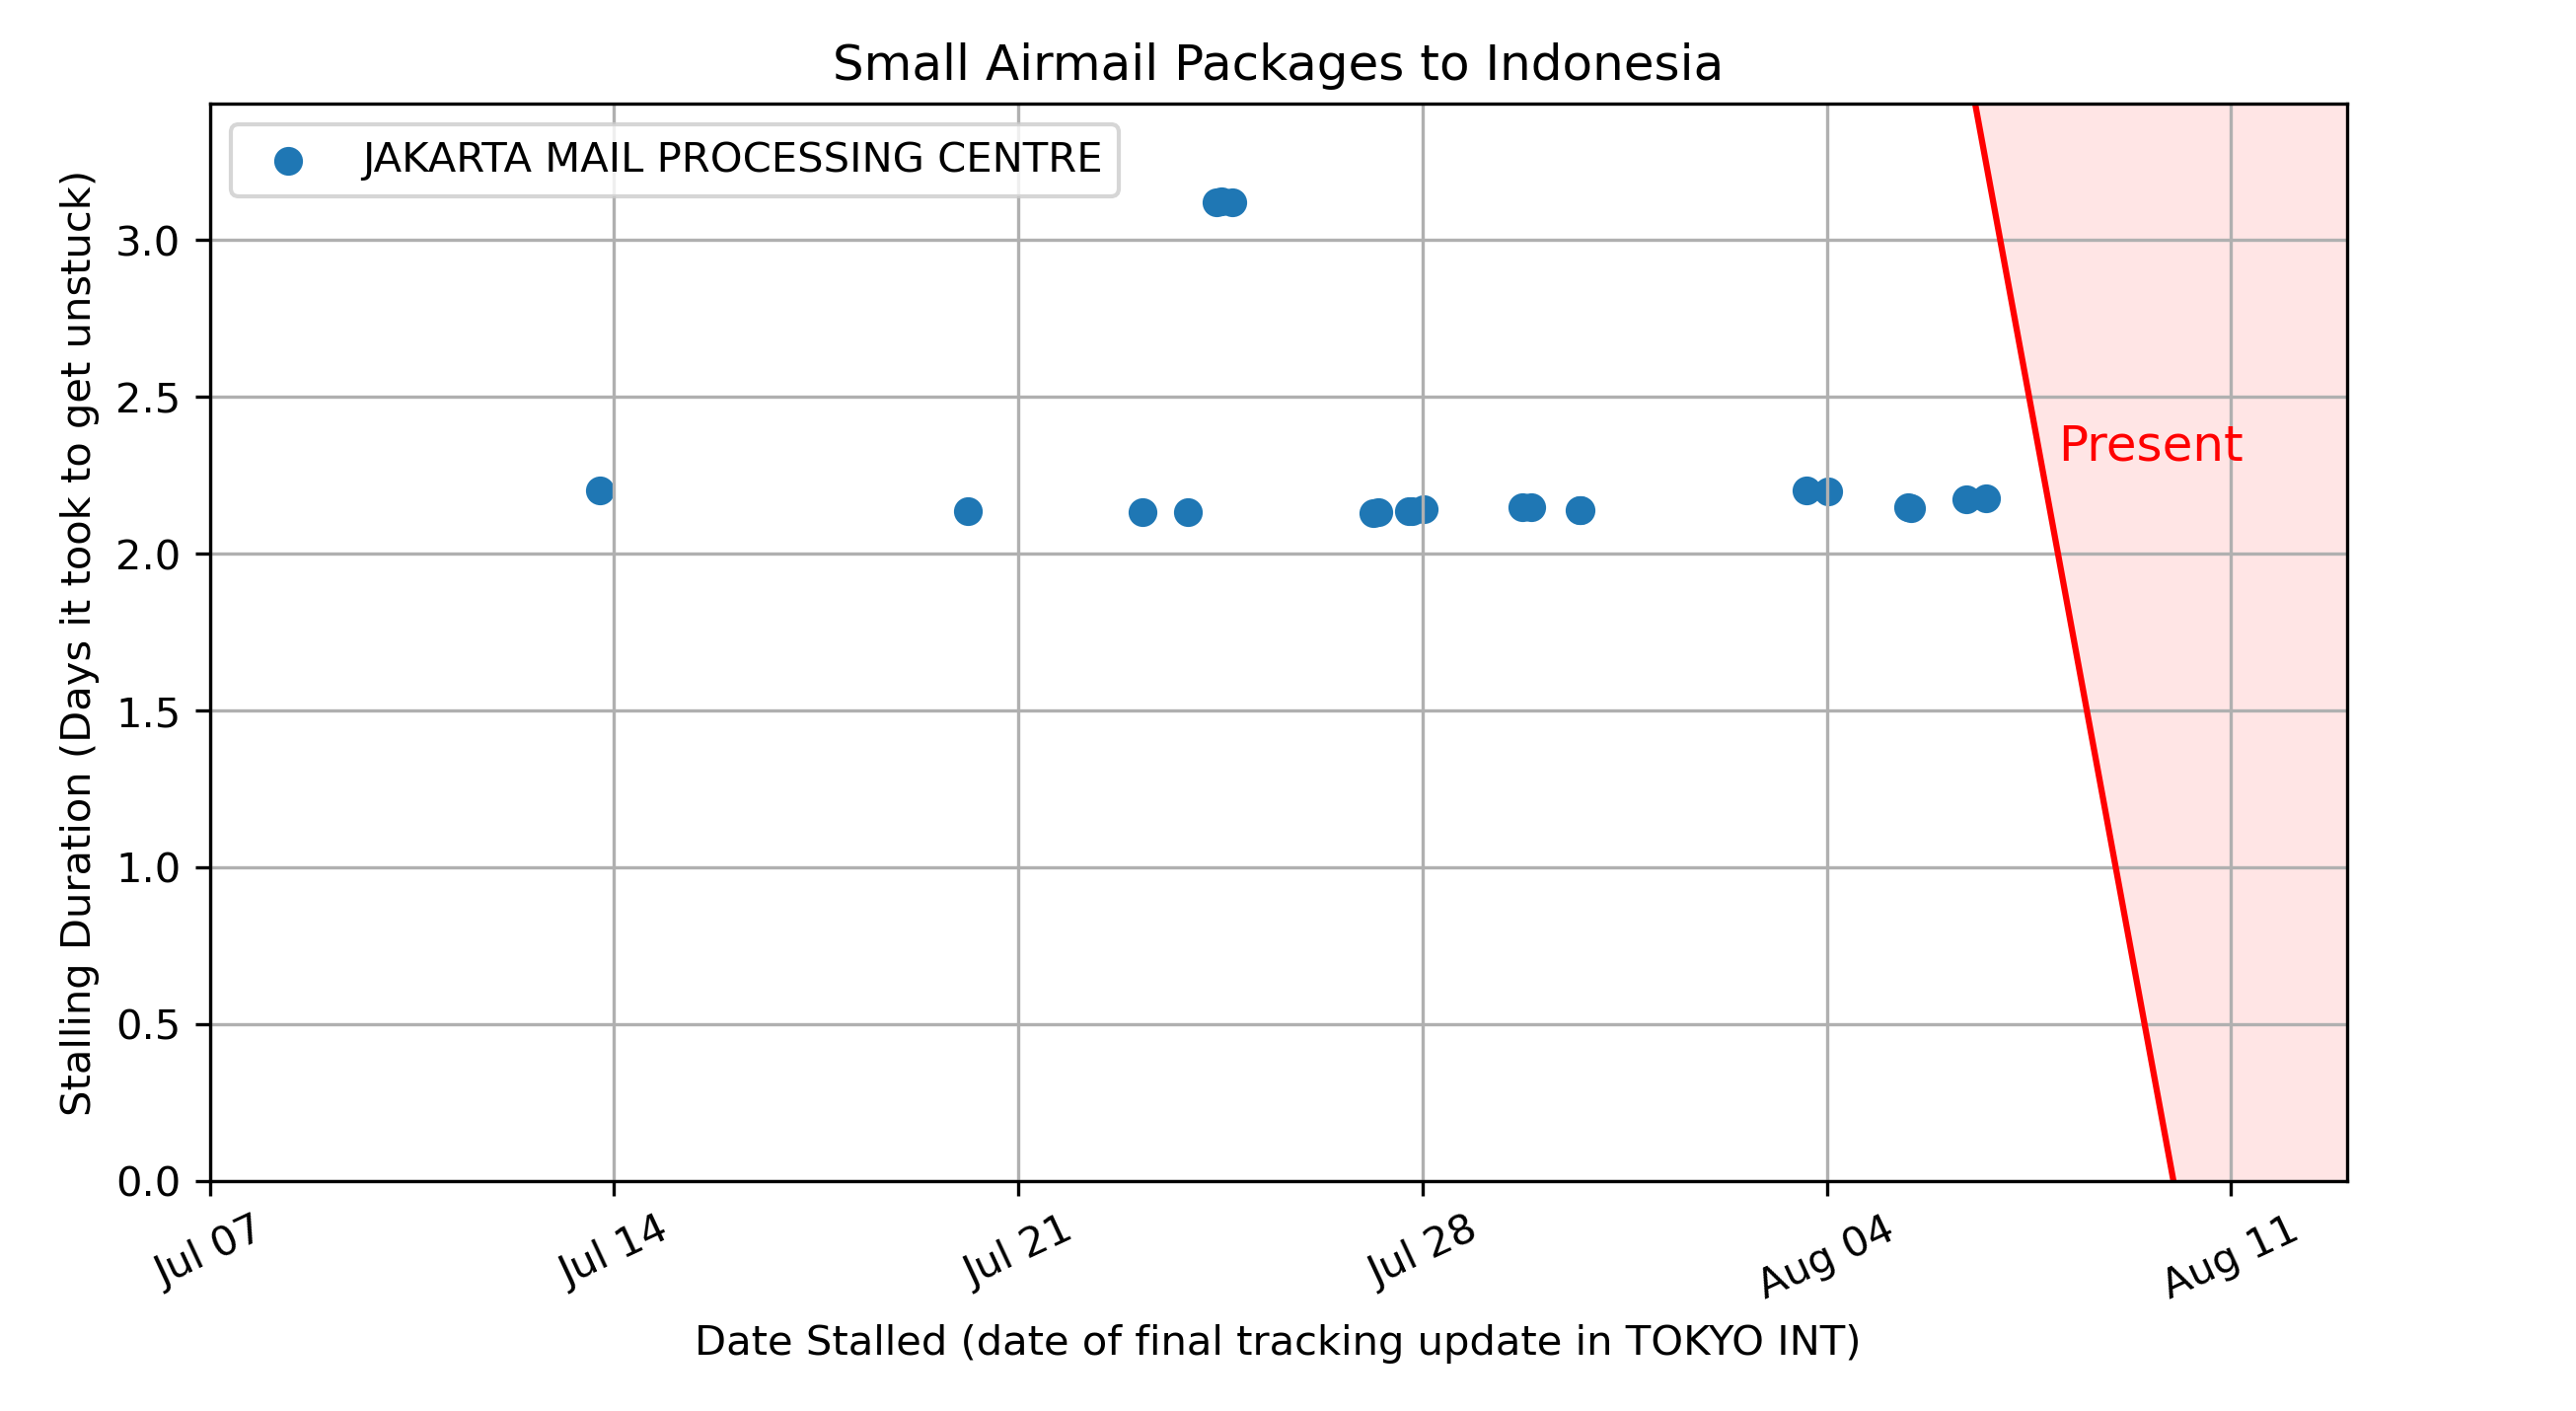 Small Airmail Packages to Indonesia
JAKARTA MAIL PROCESSING CENTRE
Stalling Duration (Days it took to get unstuck)
3.0
2.5
2.0
1.5
1.0
0.5
0.0
Present
Jul 07
Jul 14
Jul 21
Jul 28
Aug 04
Aug 11
Date Stalled (date of final tracking update in TOKYO INT)